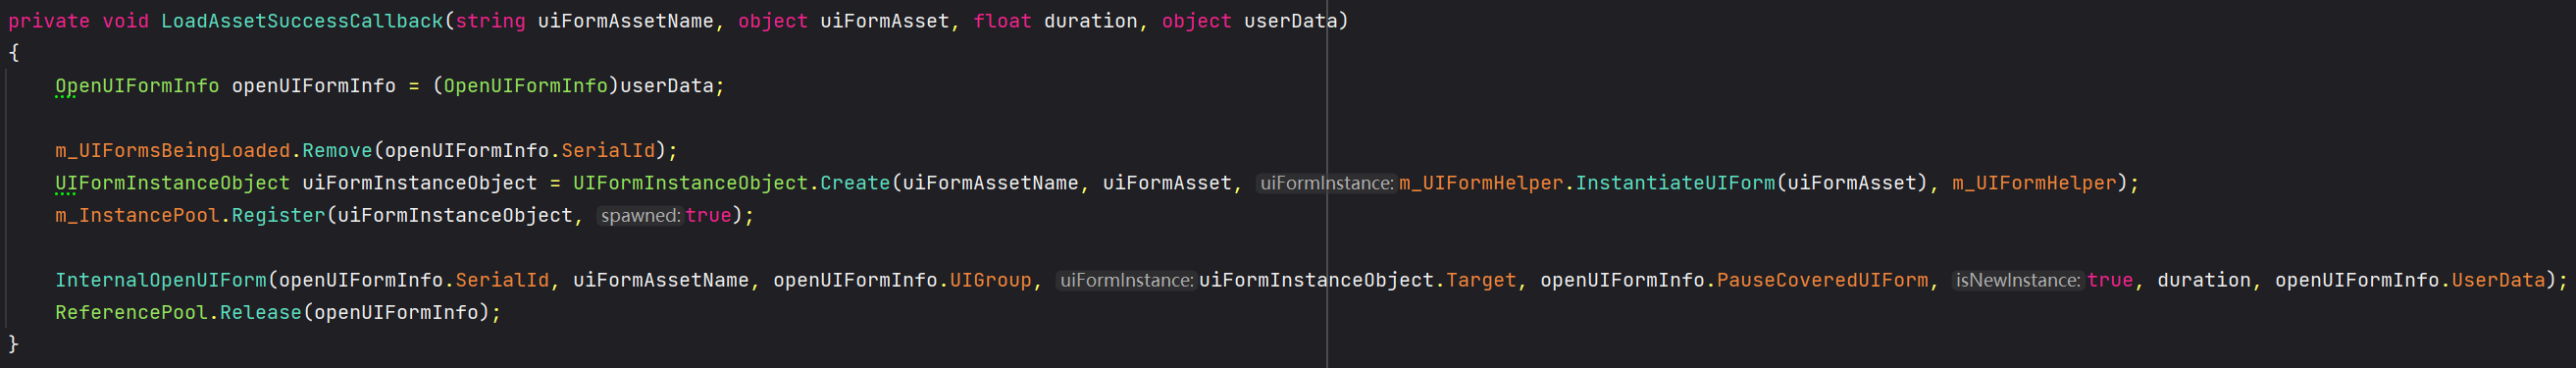 private void LoadAssetSuccessCallback(string uiFormAssetName, object uiFormAsset, float duration, object userData)
{
    OpenUIFormInfo openUIFormInfo = (OpenUIFormInfo)userData;
    m_UIFormsBeingLoaded.Remove(openUIFormInfo.SerialId);
    UIFormInstanceObject uiFormInstanceObject = UIFormInstanceObject.Create(uiFormAssetName, uiFormAsset, uiFormInstance: m_UIFormHelper.InstantiateUIForm(uiFormAsset), m_UIFormHelper);
    m_InstancePool.Register(uiFormInstanceObject, spawned: true);
    InternalOpenUIForm(openUIFormInfo.SerialId, uiFormAssetName, openUIFormInfo.UIGroup, uiFormInstance: uiFormInstanceObject.Target, openUIFormInfo.PauseCoveredUIForm, isNewInstance: true, duration, openUIFormInfo.UserData);
    ReferencePool.Release(openUIFormInfo);
}